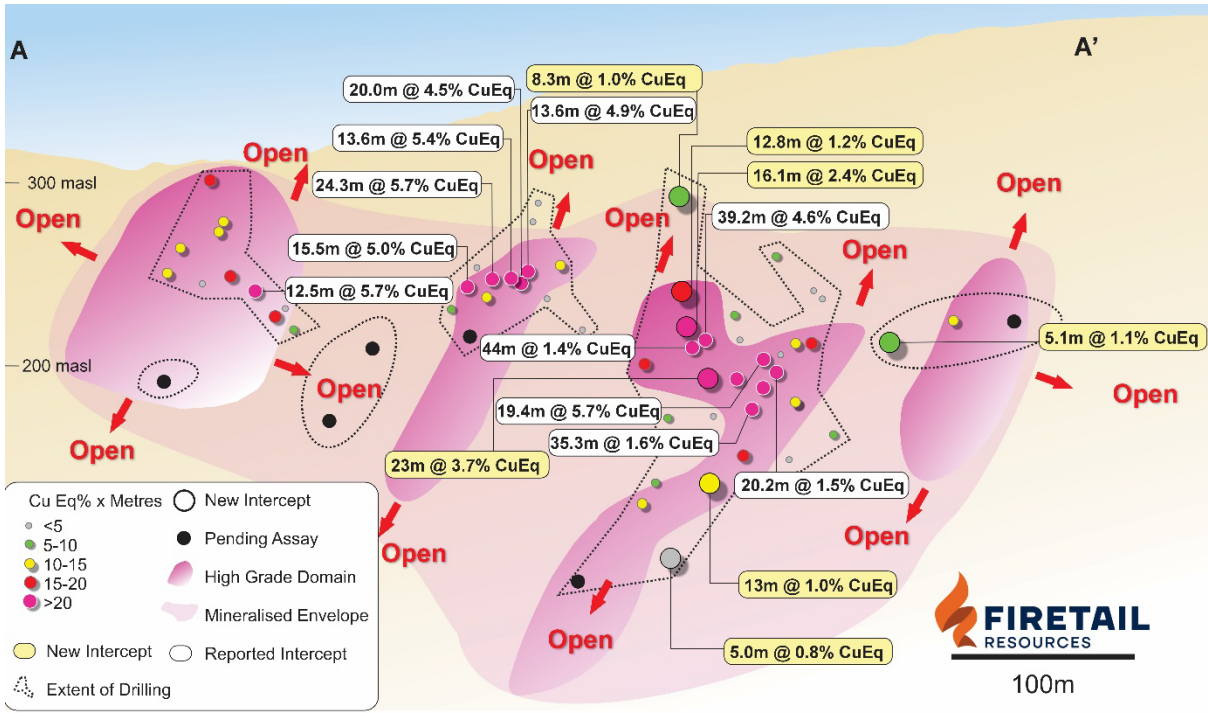 A
A'
8.3m @ 1.0% CuEq
20.0m @ 4.5% CuEq
13.6m @ 4.9% CuEq
13.6m @ 5.4% CuEq
12.8m @ 1.2% CuEq
Open
Open
16.1m @ 2.4% CuEq
300 masl
24.3m @ 5.7% CuEq
Open
Open
Open
39.2m @ 4.6% CuEq
Open
15.5m @ 5.0% CuEq
Open
12.5m @ 5.7% CuEq
5.1m @ 1.1% CuEq
44m @ 1.4% CuEq
200 masl
Open
Open
19.4m @ 5.7% CuEq
Open
35.3m @ 1.6% CuEq
23m @ 3.7% CuEq
20.2m @ 1.5% CuEq
Open
Open
13m @ 1.0% CuEq
Open
5.0m @ 0.8% CuEq
Cu Eq% x Metres
<5
5-10
10-15
15-20
>20
New Intercept
Pending Assay
High Grade Domain
Mineralised Envelope
New Intercept
Reported Intercept
Extent of Drilling
FIRETAIL
RESOURCES
100m